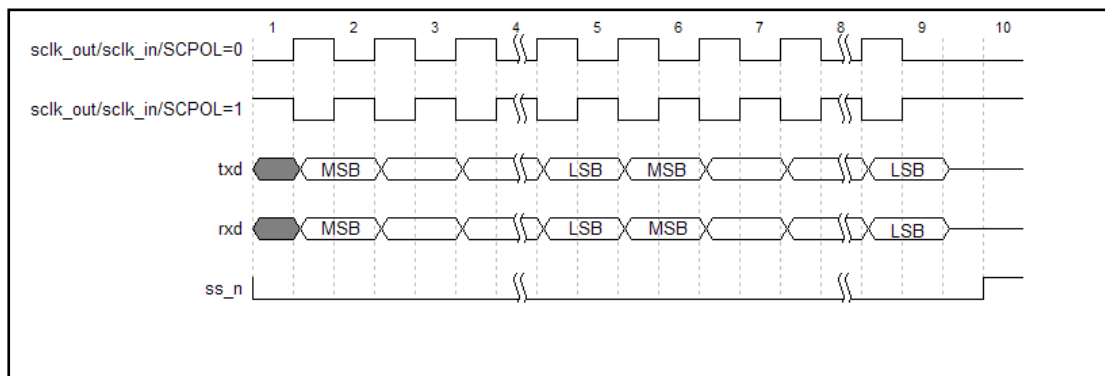 1 2 3 4 5 6 7 8 9 10
sclk_out/sclk_in/SCPOL=0
sclk_out/sclk_in/SCPOL=1
txd MSB LSB MSB LSB
rxd MSB LSB MSB LSB
ss_n